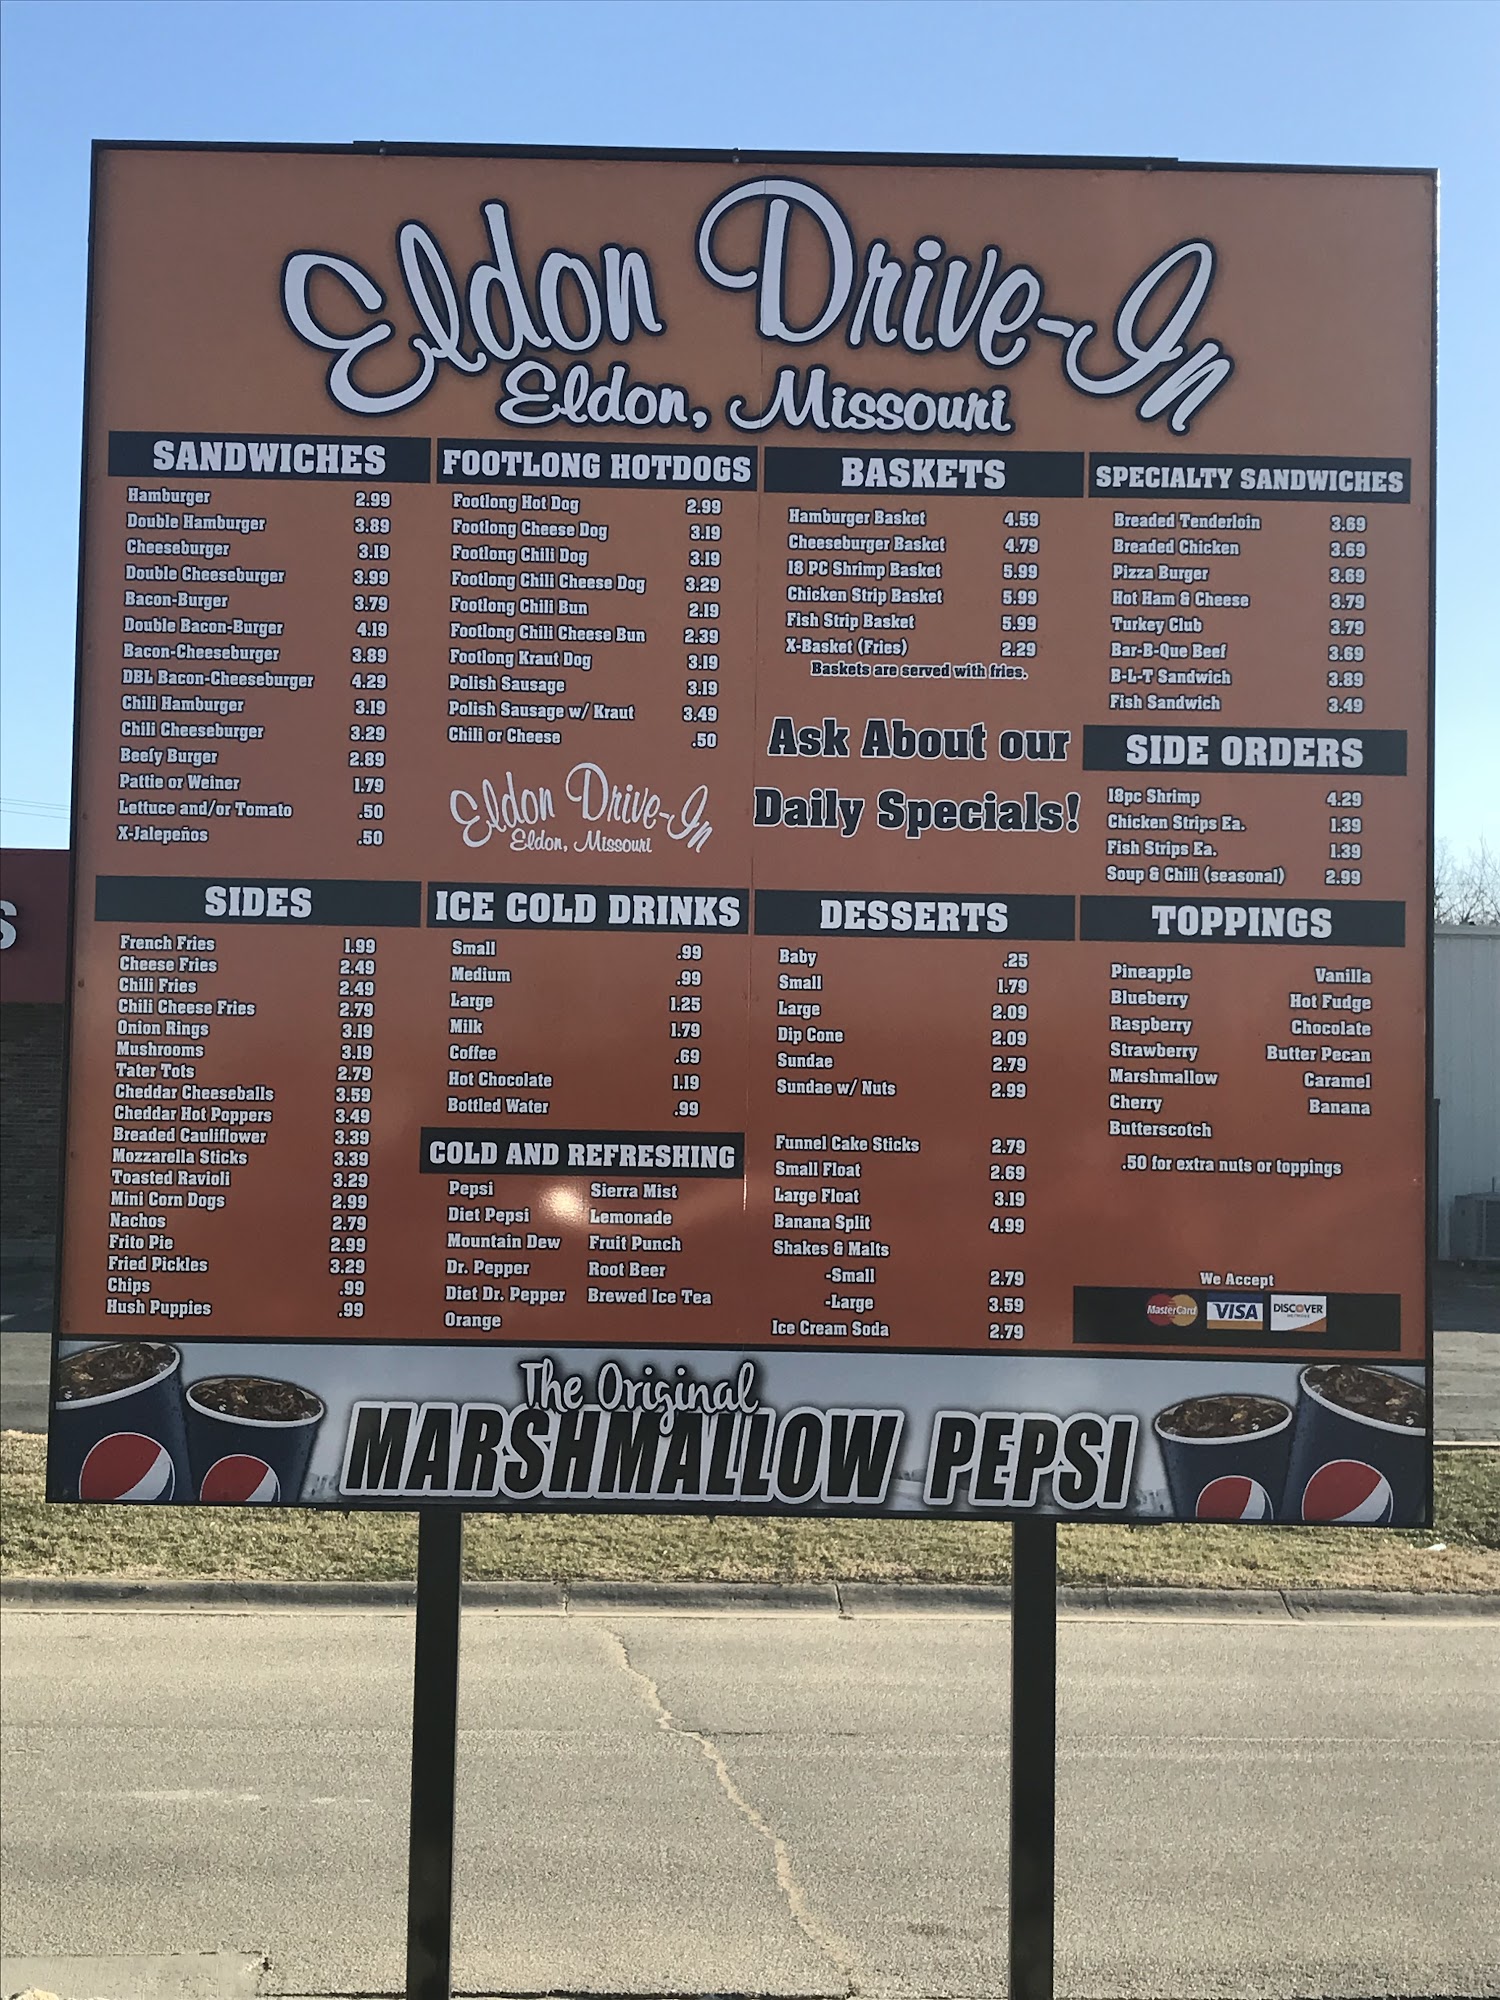 Eldon Drive-In
Eldon, Missouri
SANDWICHES
Hamburger 2.99
Double Hamburger 3.89
Cheeseburger 3.19
Double Cheeseburger 3.99
Bacon-Burger 3.79
Double Bacon-Burger 4.19
Bacon-Cheeseburger 3.89
DBL Bacon-Cheeseburger 4.29
Chili Hamburger 3.19
Chili Cheeseburger 3.29
Beefy Burger 2.89
Pattie or Weiner 1.79
Lettuce and/or Tomato .50
X-Jalepeños .50
FOOTLONG HOTDOGS
Footlong Hot Dog 2.99
Footlong Cheese Dog 3.19
Footlong Chili Dog 3.19
Footlong Chili Cheese Dog 3.29
Footlong Chili Bun 2.19
Footlong Chili Cheese Bun 2.39
Footlong Kraut Dog 3.19
Polish Sausage 3.19
Polish Sausage w/ Kraut 3.49
Chili or Cheese .50
Eldon Drive-In
Eldon, Missouri
BASKETS
Hamburger Basket 4.59
Cheeseburger Basket 4.79
18 PC Shrimp Basket 5.99
Chicken Strip Basket 5.99
Fish Strip Basket 5.99
X-Basket (Fries) 2.29
Baskets are served with fries.
Ask About our
Daily Specials!
SPECIALTY SANDWICHES
Breaded Tenderloin 3.69
Breaded Chicken 3.69
Pizza Burger 3.69
Hot Ham & Cheese 3.79
Turkey Club 3.79
Bar-B-Que Beef 3.69
B-L-T Sandwich 3.89
Fish Sandwich 3.49
SIDE ORDERS
18pc Shrimp 4.29
Chicken Strips Ea. 1.39
Fish Strips Ea. 1.39
Soup & Chili (seasonal) 2.99
SIDES
French Fries 1.99
Cheese Fries 2.49
Chili Fries 2.49
Chili Cheese Fries 2.79
Onion Rings 3.19
Mushrooms 3.19
Tater Tots 2.79
Cheddar Cheeseballs 3.59
Cheddar Hot Poppers 3.49
Breaded Cauliflower 3.39
Mozzarella Sticks 3.39
Toasted Ravioli 3.29
Mini Corn Dogs 2.99
Nachos 2.79
Frito Pie 2.99
Fried Pickles 3.29
Chips .99
Hush Puppies .99
ICE COLD DRINKS
Small .99
Medium .99
Large 1.25
Milk 1.79
Coffee .69
Hot Chocolate 1.19
Bottled Water .99
COLD AND REFRESHING
Pepsi Sierra Mist
Diet Pepsi Lemonade
Mountain Dew Fruit Punch
Dr. Pepper Root Beer
Diet Dr. Pepper Brewed Ice Tea
Orange
DESSERTS
Baby .25
Small 1.79
Large 2.09
Dip Cone 2.09
Sundae 2.79
Sundae w/ Nuts 2.99
Funnel Cake Sticks 2.79
Small Float 2.69
Large Float 3.19
Banana Split 4.99
Shakes & Malts
-Small 2.79
-Large 3.59
Ice Cream Soda 2.79
TOPPINGS
Pineapple Vanilla
Blueberry Hot Fudge
Raspberry Chocolate
Strawberry Butter Pecan
Marshmallow Caramel
Cherry Banana
Butterscotch
.50 for extra nuts or toppings
We Accept
MasterCard VISA DISCOVER
The Original
MARSHMALLOW PEPSI
S